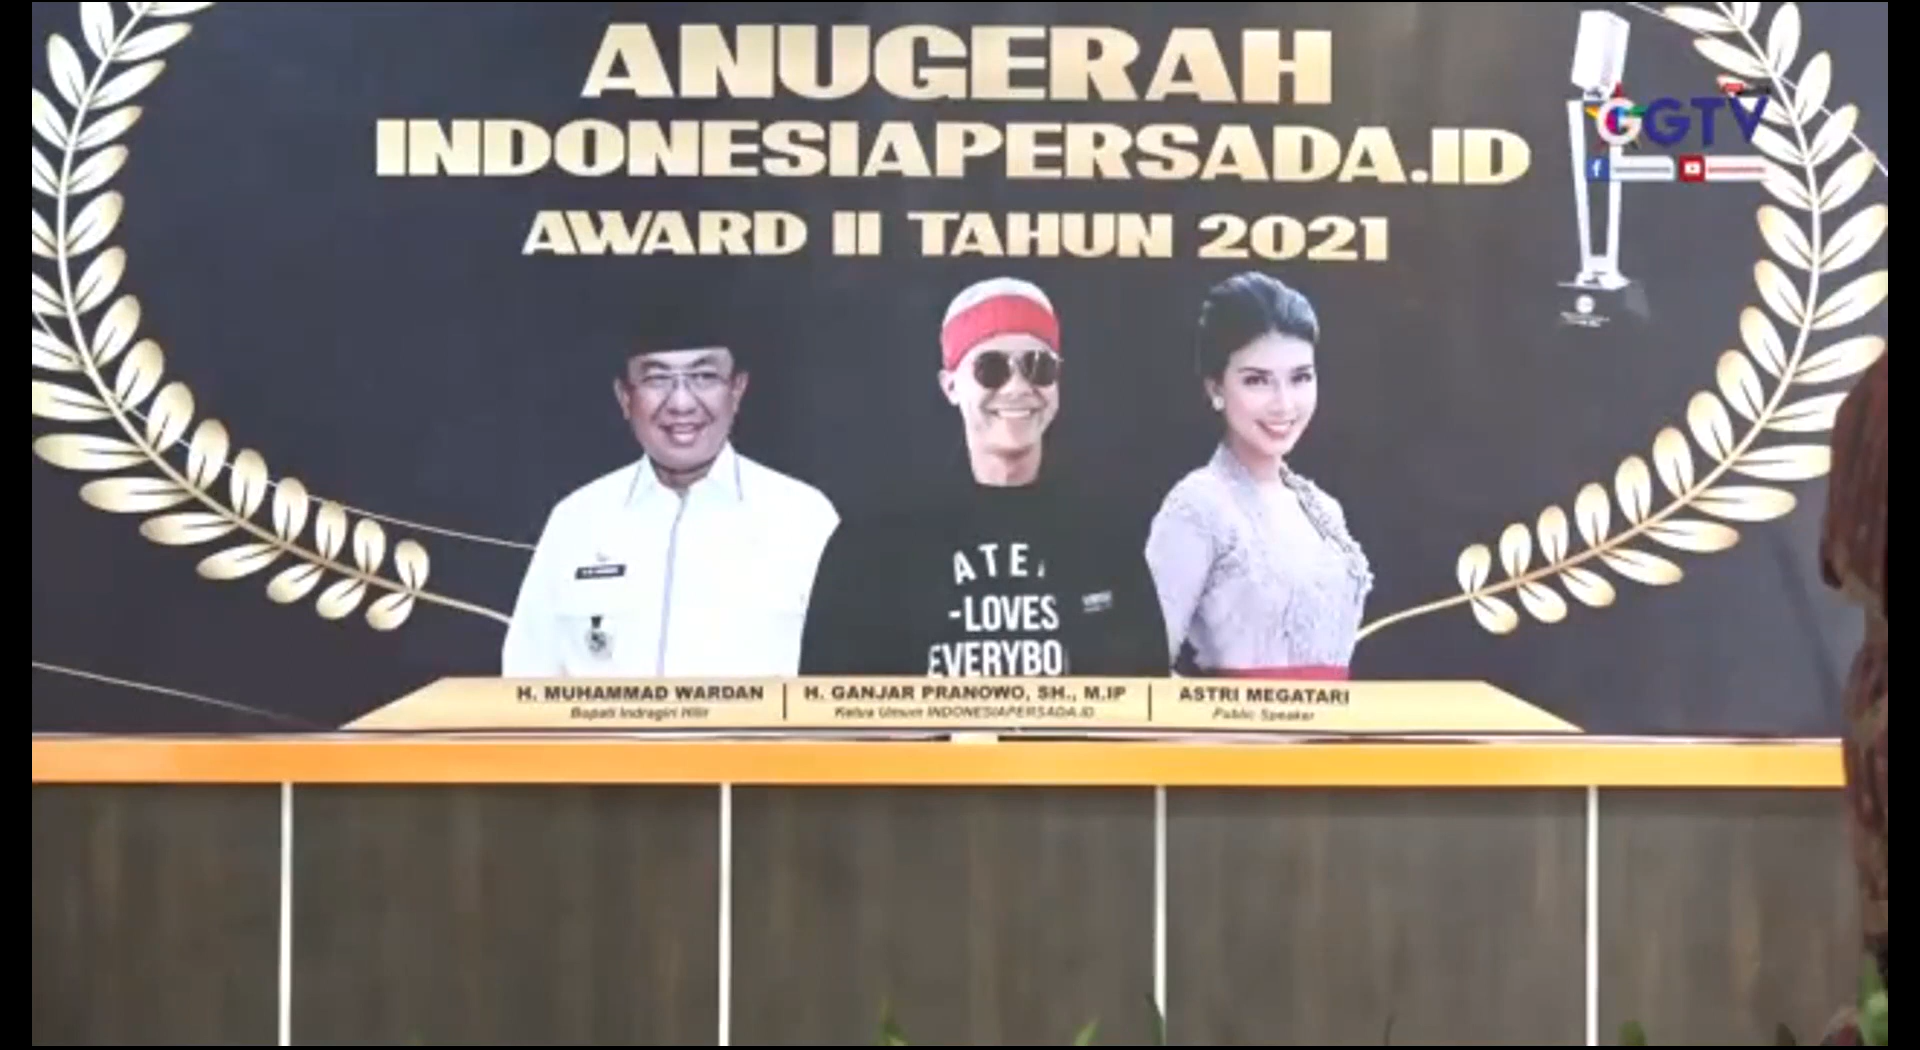 ANUGERAH
INDONESIAPERSADA.ID
AWARD II TAHUN 2021
GGTV
ATE
-LOVES
EVERYBO
H. MUHAMMAD WARDAN
Bupati Indragiri Hilir
H. GANJAR PRANOWO, SH., M.IP
Ketua Umum INDONESIAPERSADA.ID
ASTRI MEGATARI
Public Speaker